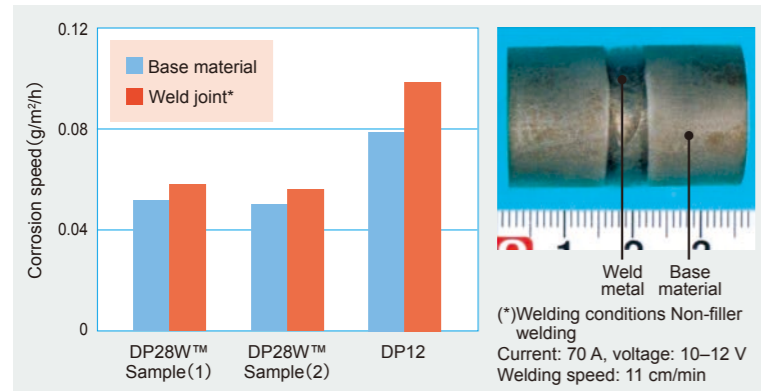 Corrosion speed (g/m²/h)
0.12
0.08
0.04
0
Base material
Weld joint*
DP28W™
Sample(1)
DP28W™
Sample(2)
DP12
1
2
Weld
metal
Base
material
(*)Welding conditions Non-filler
welding
Current: 70 A, voltage: 10–12 V
Welding speed: 11 cm/min